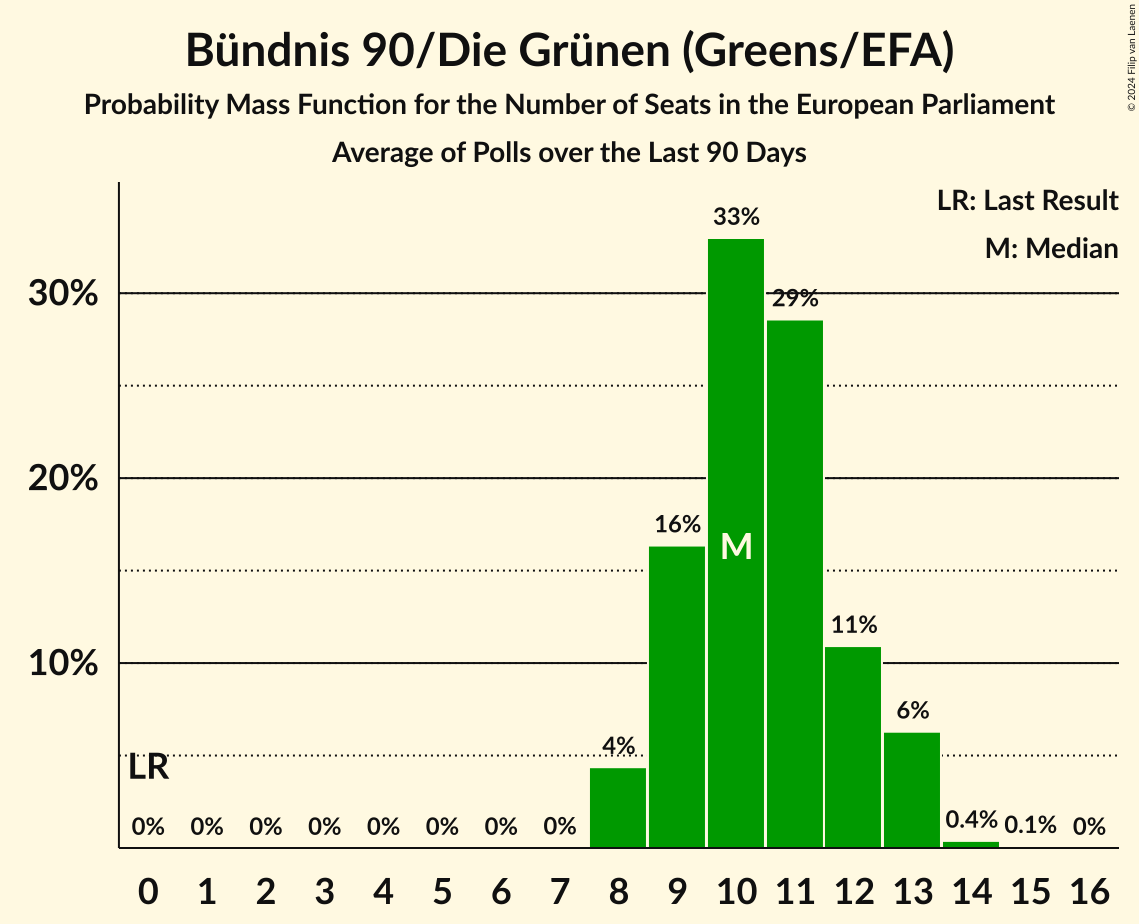 Bündnis 90/Die Grünen (Greens/EFA)
Probability Mass Function for the Number of Seats in the European Parliament
Average of Polls over the Last 90 Days
© 2024 Filip van Laenen
LR: Last Result
M: Median
33%
30%
29%
20%
16%
M
11%
10%
6%
4%
LR
0% 0% 0% 0% 0% 0% 0% 0% 0.4% 0.1% 0%
0 1 2 3 4 5 6 7 8 9 10 11 12 13 14 15 16